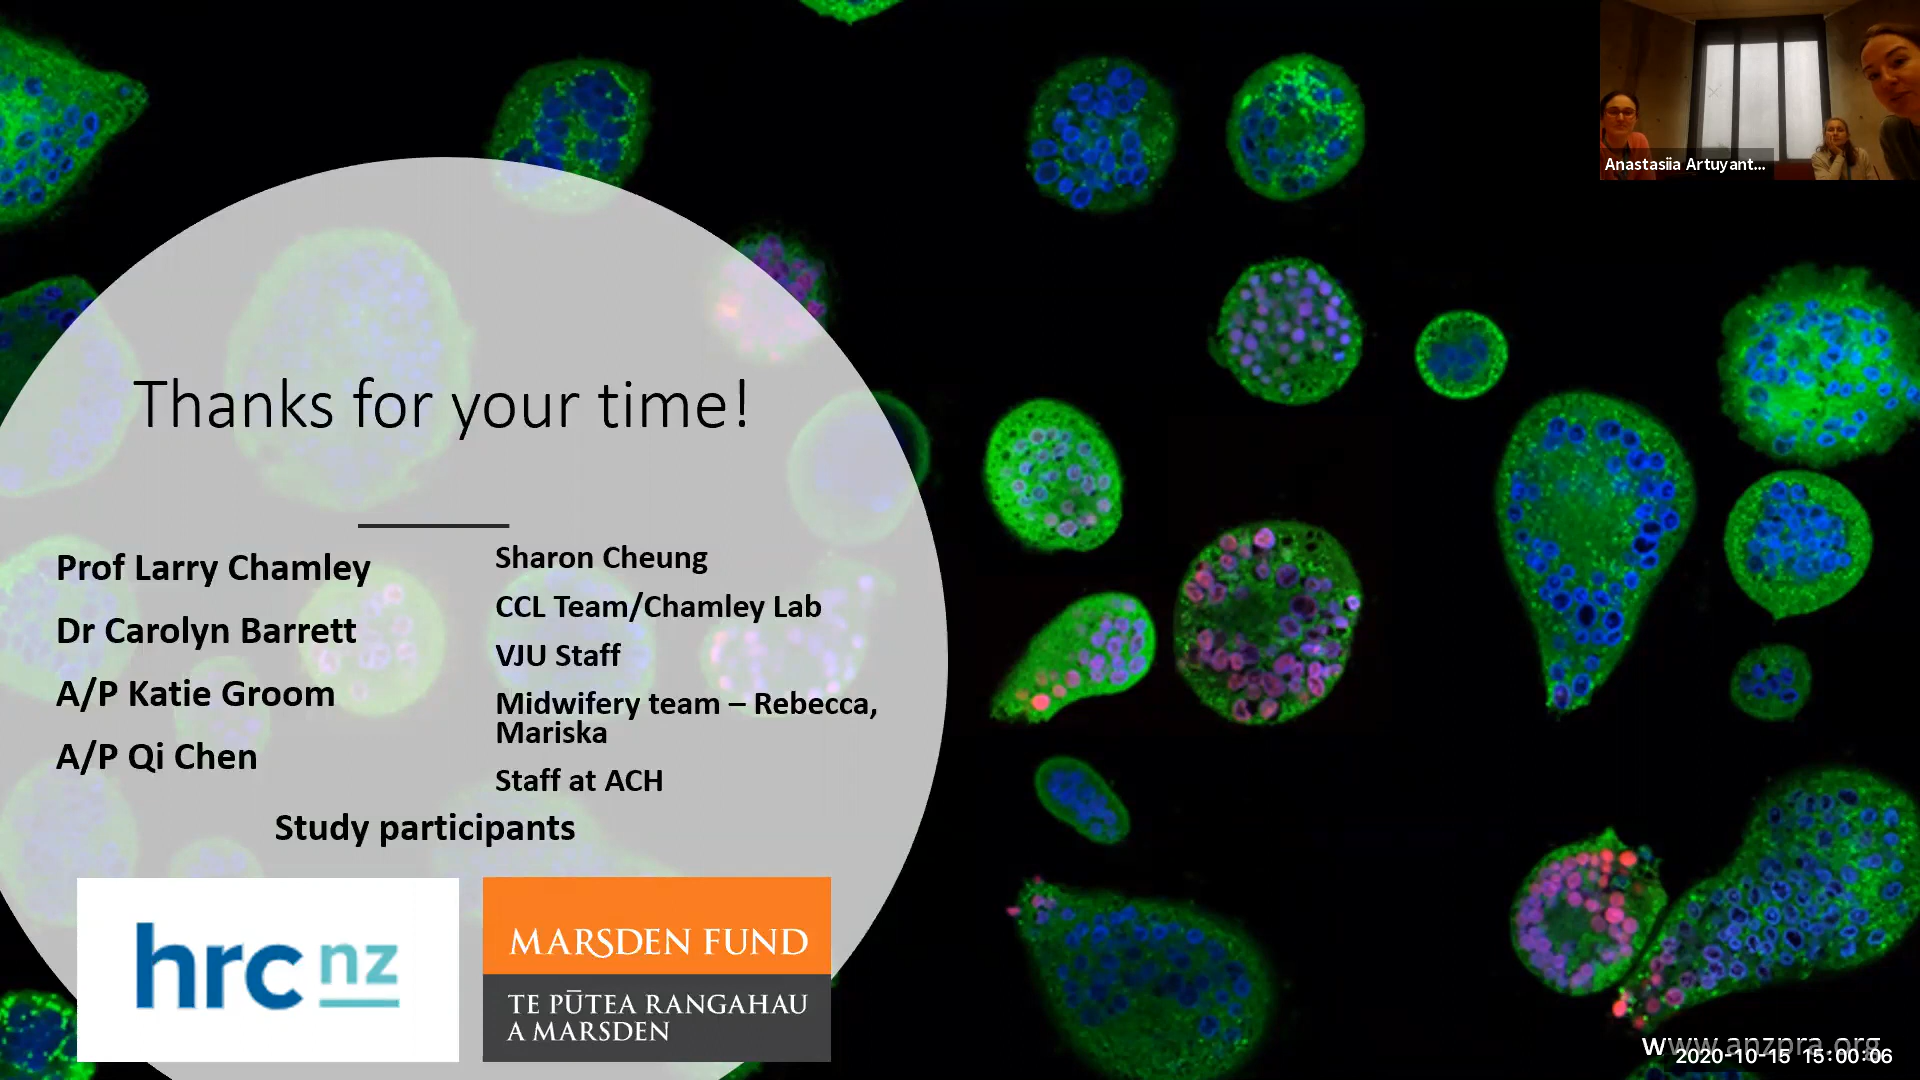 Anastasiia Artuyant...
Thanks for your time!
Prof Larry Chamley
Dr Carolyn Barrett
A/P Katie Groom
A/P Qi Chen
Sharon Cheung
CCL Team/Chamley Lab
VJU Staff
Midwifery team – Rebecca,
Mariska
Staff at ACH
Study participants
hrc nz
MARSDEN FUND
TE PŪTEA RANGAHAU
A MARSDEN
www.anzpra.org
2020-10-15 15:00:06